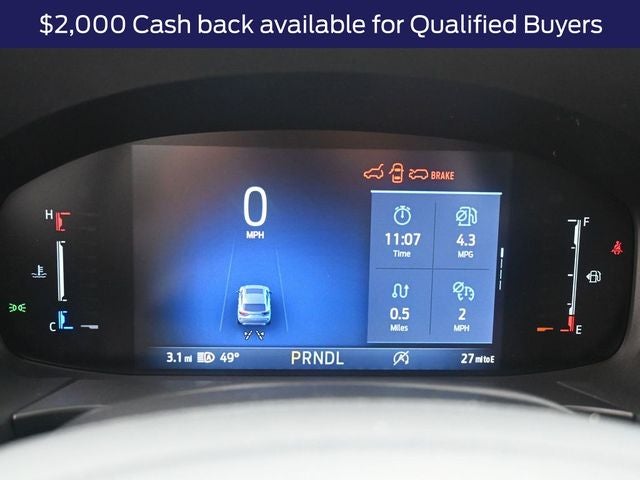 $2,000 Cash back available for Qualified Buyers
BRAKE
0
MPH
H
C
11:07
Time
4.3
MPG
0.5
Miles
2
MPH
F
E
3.1 mi
49°
PRNDL
27 mi to E